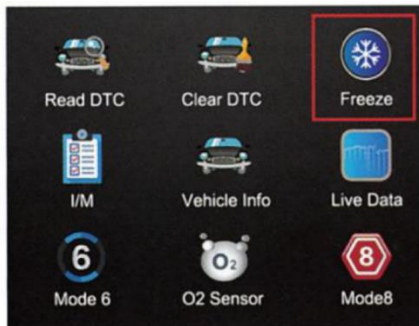 Read DTC
Clear DTC
Freeze
I/M
Vehicle Info
Live Data
6
O2
8
Mode 6
O2 Sensor
Mode8